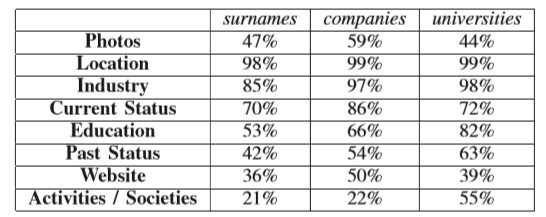 surnames companies universities
Photos 47% 59% 44%
Location 98% 99% 99%
Industry 85% 97% 98%
Current Status 70% 86% 72%
Education 53% 66% 82%
Past Status 42% 54% 63%
Website 36% 50% 39%
Activities / Societies 21% 22% 55%